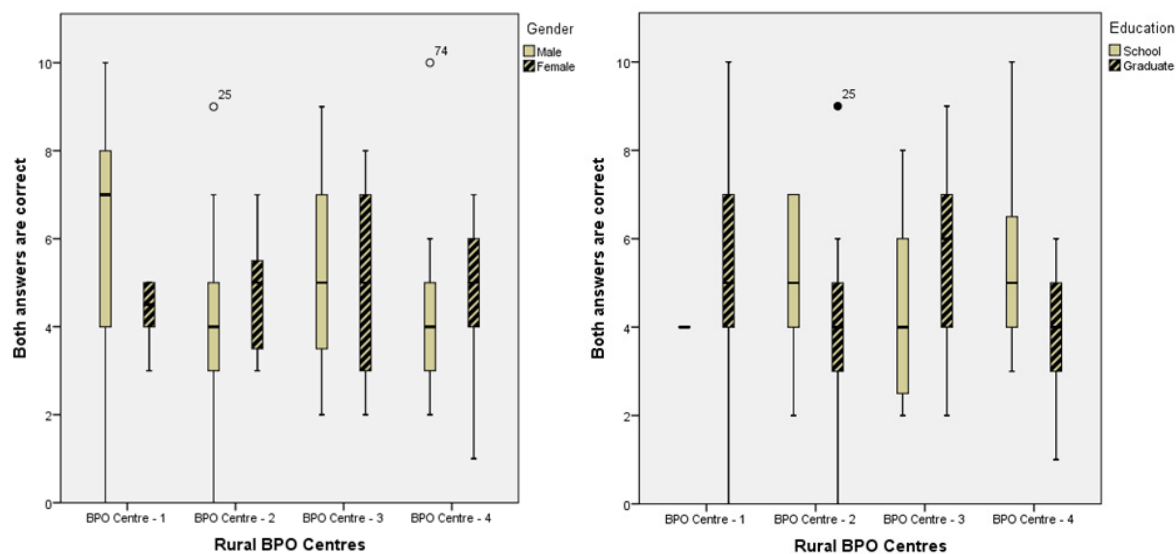 Gender
Male
Female
74
25
10
8
6
4
2
0
Both answers are correct
BPO Centre - 1
BPO Centre - 2
BPO Centre - 3
BPO Centre - 4
Rural BPO Centres
Education
School
Graduate
25
10
8
6
4
2
0
Both answers are correct
BPO Centre - 1
BPO Centre - 2
BPO Centre - 3
BPO Centre - 4
Rural BPO Centres